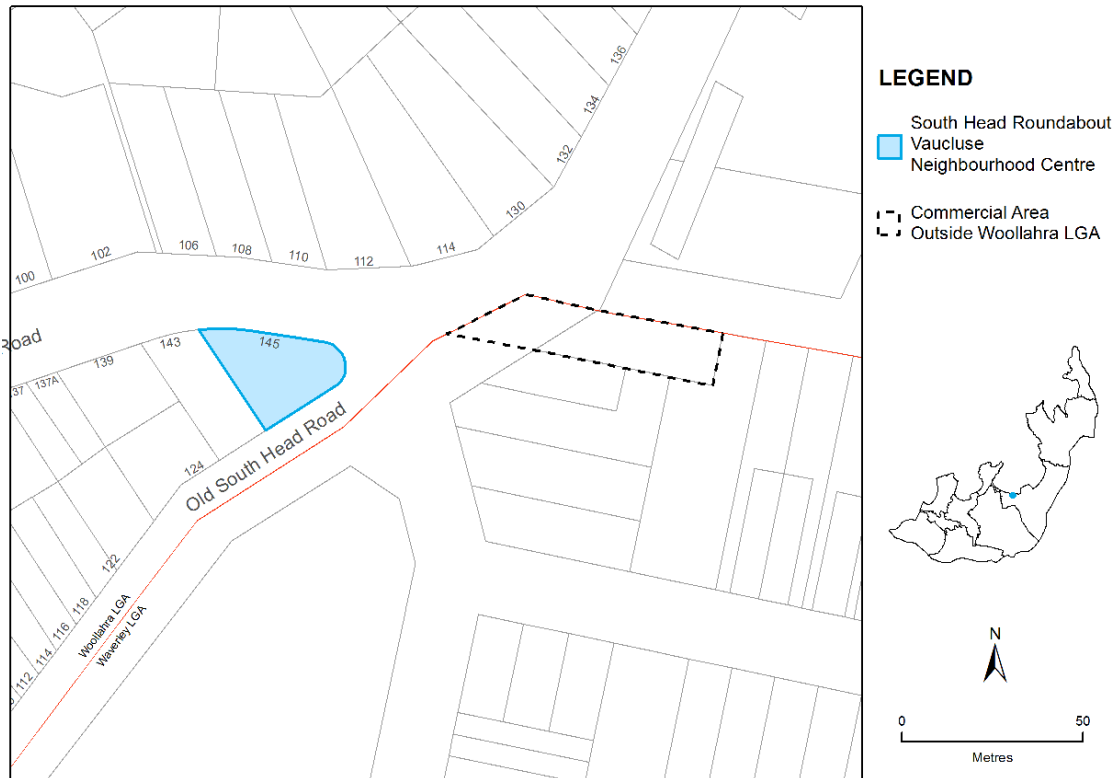 136
134
132
130
114
112
110
108
106
102
100
Road
145
143
139
137A
37
124
122
118
116
114
112
Old South Head Road
Woollahra LGA
Waverley LGA
LEGEND
South Head Roundabout
Vaucluse
Neighbourhood Centre
Commercial Area
Outside Woollahra LGA
N
0
50
Metres